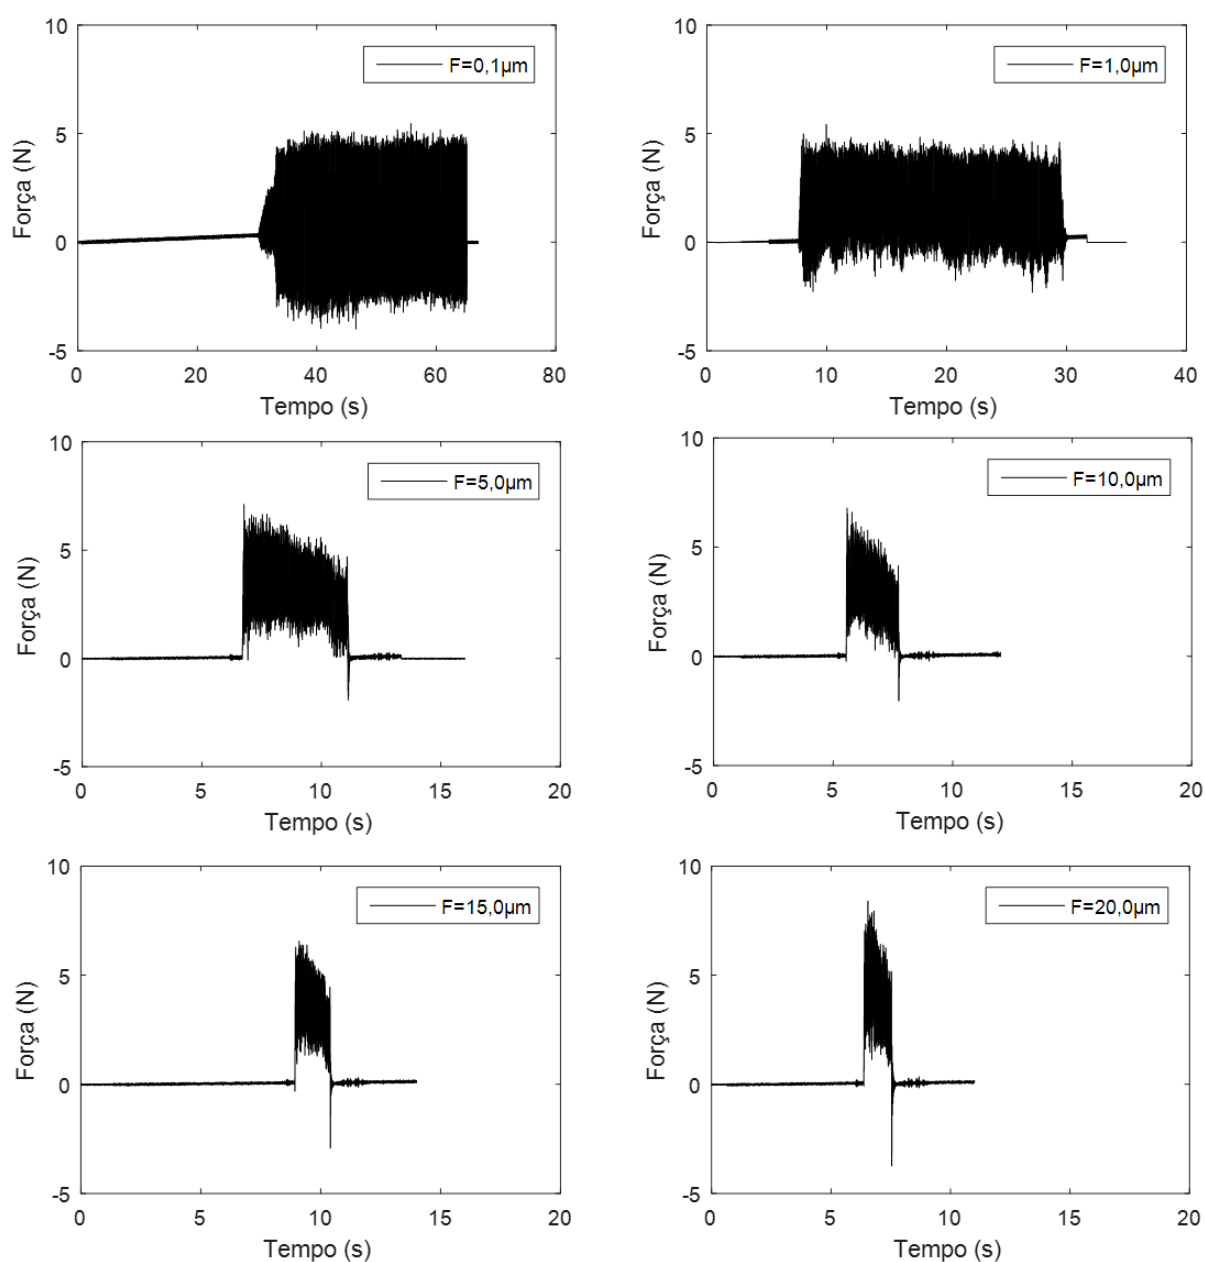 10
F=0,1µm
5
Força (N)
0
-5
0 20 40 60 80
Tempo (s)
10
F=1,0µm
5
Força (N)
0
-5
0 10 20 30 40
Tempo (s)
10
F=5,0µm
5
Força (N)
0
-5
0 5 10 15 20
Tempo (s)
10
F=10,0µm
5
Força (N)
0
-5
0 5 10 15 20
Tempo (s)
10
F=15,0µm
5
Força (N)
0
-5
0 5 10 15 20
Tempo (s)
10
F=20,0µm
5
Força (N)
0
-5
0 5 10 15 20
Tempo (s)